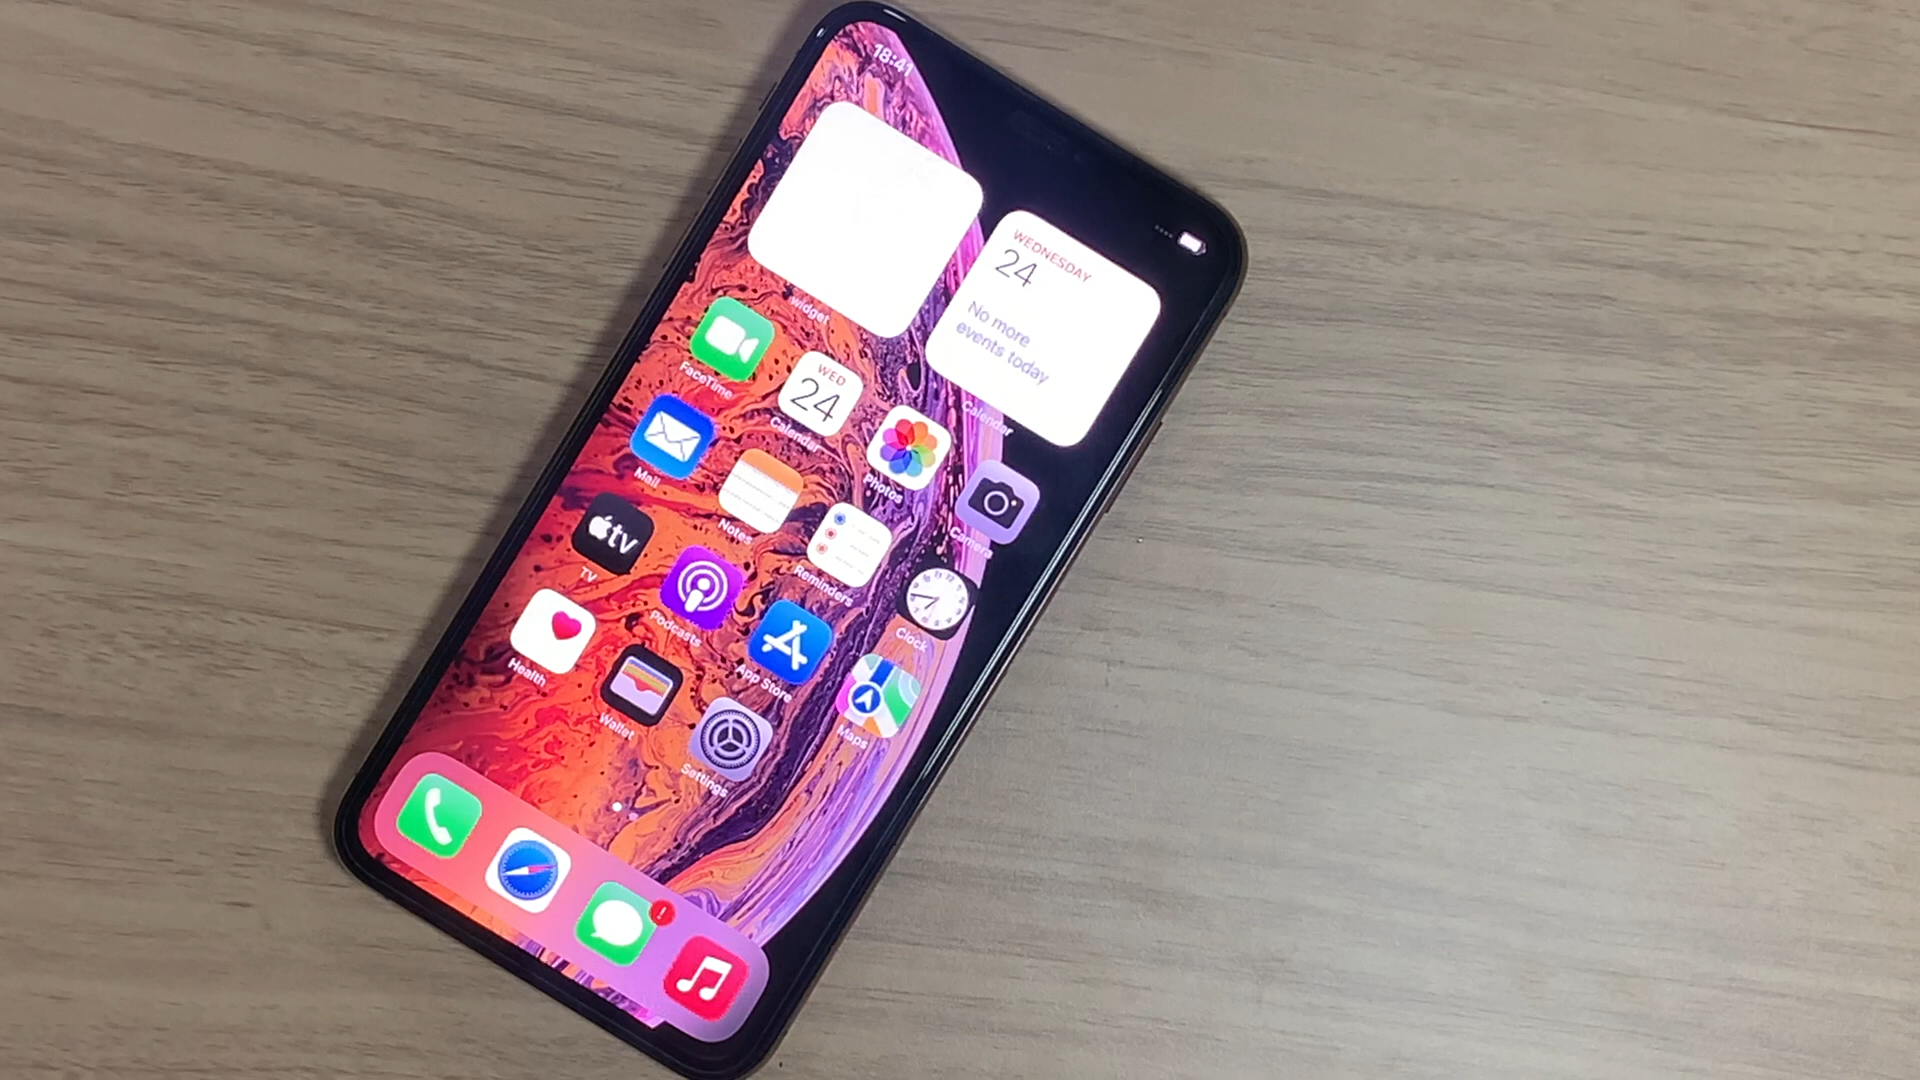 18:41
widget
WEDNESDAY
24
No more
events today
Calendar
FaceTime
WED
24
Calendar
Photos
Camera
Mail
Notes
Reminders
Clock
tv
TV
Podcasts
App Store
Maps
Health
Wallet
Settings
!